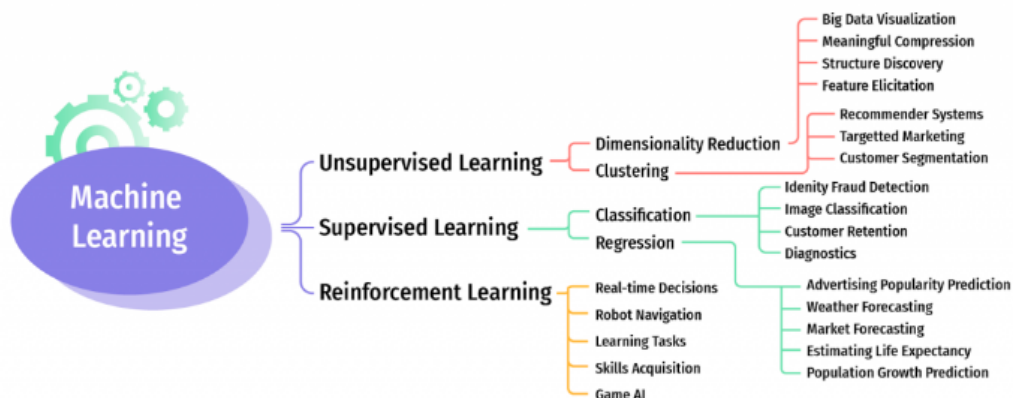 Machine
Learning
Unsupervised Learning
Dimensionality Reduction
Big Data Visualization
Meaningful Compression
Structure Discovery
Feature Elicitation
Clustering
Recommender Systems
Targetted Marketing
Customer Segmentation
Supervised Learning
Classification
Idenity Fraud Detection
Image Classification
Customer Retention
Diagnostics
Regression
Advertising Popularity Prediction
Weather Forecasting
Market Forecasting
Estimating Life Expectancy
Population Growth Prediction
Reinforcement Learning
Real-time Decisions
Robot Navigation
Learning Tasks
Skills Acquisition
Game AI